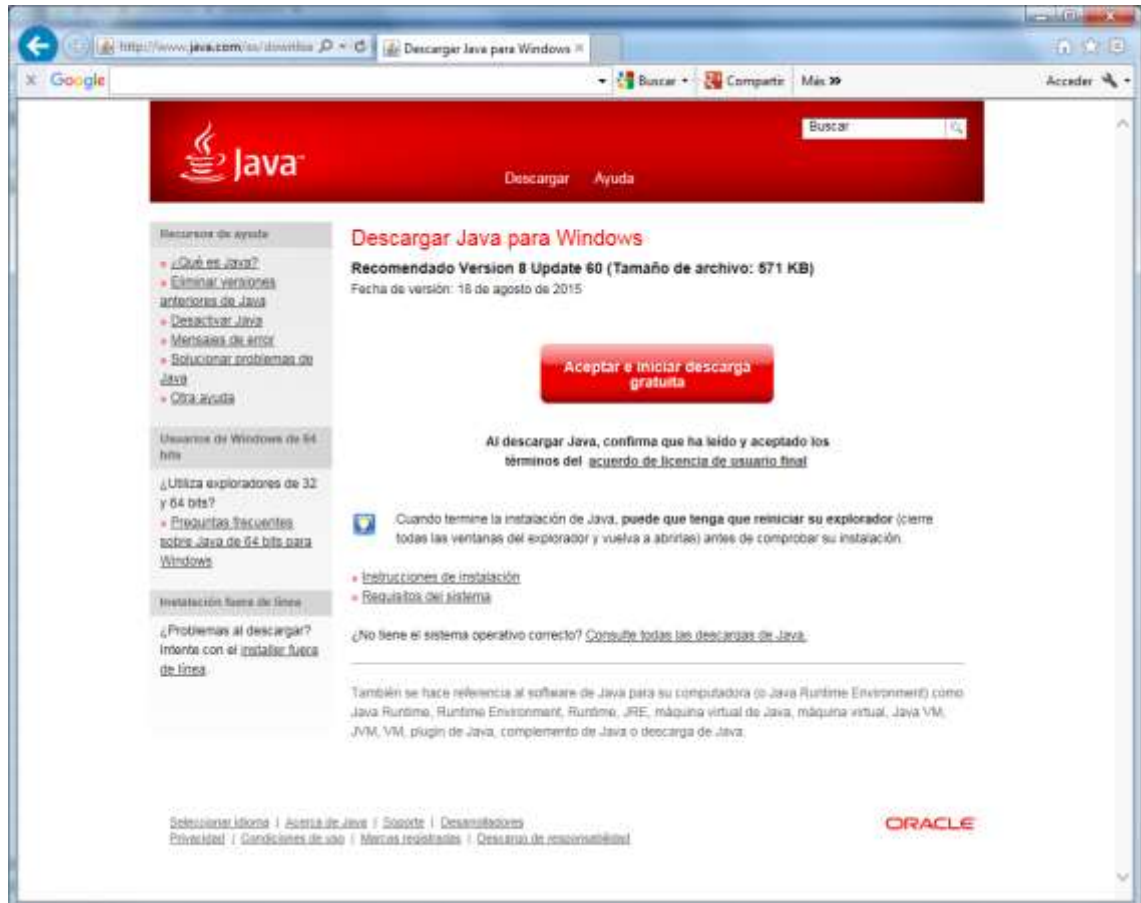 http://www.java.com/es/downloa
Descargar Java para Windows
Google
Buscar
Compartir
Más »
Acceder
Java
Buscar
Descargar
Ayuda
Recursos de ayuda
¿Qué es Java?
Eliminar versiones
anteriores de Java
Desactivar Java
Mensajes de error
Solucionar problemas de
Java
Otra ayuda
Usuarios de Windows de 64
bits
¿Utiliza exploradores de 32
y 64 bits?
Preguntas frecuentes
sobre Java de 64 bits para
Windows
Instalación fuera de línea
¿Problemas al descargar?
Intente con el installer fuera
de línea.
Descargar Java para Windows
Recomendado Version 8 Update 60 (Tamaño de archivo: 571 KB)
Fecha de versión: 18 de agosto de 2015
Aceptar e iniciar descarga
gratuita
Al descargar Java, confirma que ha leído y aceptado los
términos del acuerdo de licencia de usuario final
Cuando termine la instalación de Java, puede que tenga que reiniciar su explorador (cierre
todas las ventanas del explorador y vuelva a abrirlas) antes de comprobar su instalación.
Instrucciones de instalación
Requisitos del sistema
¿No tiene el sistema operativo correcto? Consulte todas las descargas de Java.
También se hace referencia al software de Java para su computadora (o Java Runtime Environment) como
Java Runtime, Runtime Environment, Runtime, JRE, máquina virtual de Java, máquina virtual, Java VM,
JVM, VM, plugin de Java, complemento de Java o descarga de Java.
Seleccionar idioma | Acerca de Java | Soporte | Desarrolladores
Privacidad | Condiciones de uso | Marcas registradas | Descargo de responsabilidad
ORACLE